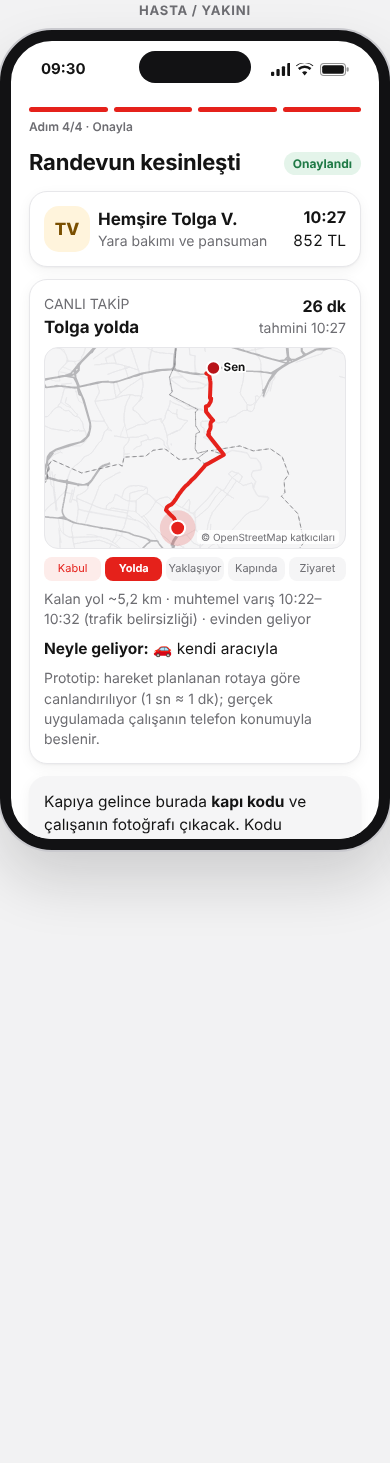 HASTA / YAKINI
09:30
Adım 4/4 · Onayla
Randevun kesinleşti
Onaylandı
TV
Hemşire Tolga V.
10:27
Yara bakımı ve pansuman
852 TL
CANLI TAKİP
26 dk
Tolga yolda
tahmini 10:27
Sen
© OpenStreetMap katkıcıları
Kabul
Yolda
Yaklaşıyor
Kapında
Ziyaret
Kalan yol ~5,2 km · muhtemel varış 10:22–
10:32 (trafik belirsizliği) · evinden geliyor
Neyle geliyor: 🚗 kendi aracıyla
Prototip: hareket planlanan rotaya göre
canlandırılıyor (1 sn ≈ 1 dk); gerçek
uygulamada çalışanın telefon konumuyla
beslenir.
Kapıya gelince burada kapı kodu ve
çalışanın fotoğrafı çıkacak. Kodu